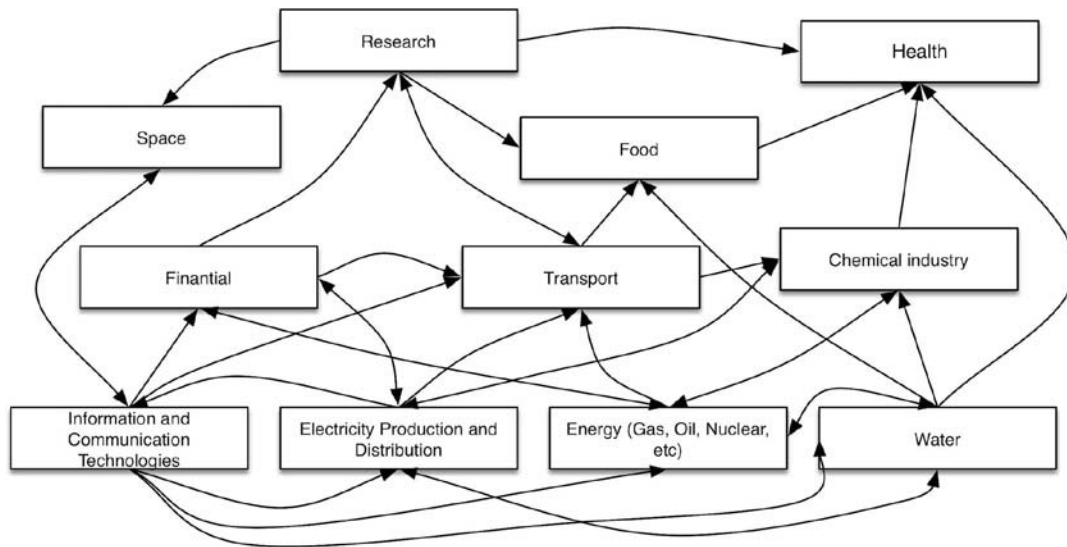 Research
Health
Space
Food
Finantial
Transport
Chemical industry
Information and
Communication
Technologies
Electricity Production and
Distribution
Energy (Gas, Oil, Nuclear,
etc)
Water